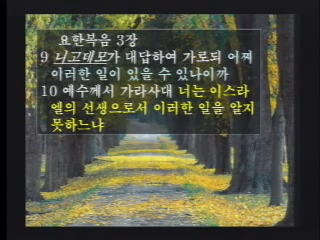 요한복음 3장
9 니고데모가 대답하여 가로되 어찌
이러한 일이 있을 수 있나이까
10 예수께서 가라사대 너는 이스라
엘의 선생으로서 이러한 일을 알지
못하느냐